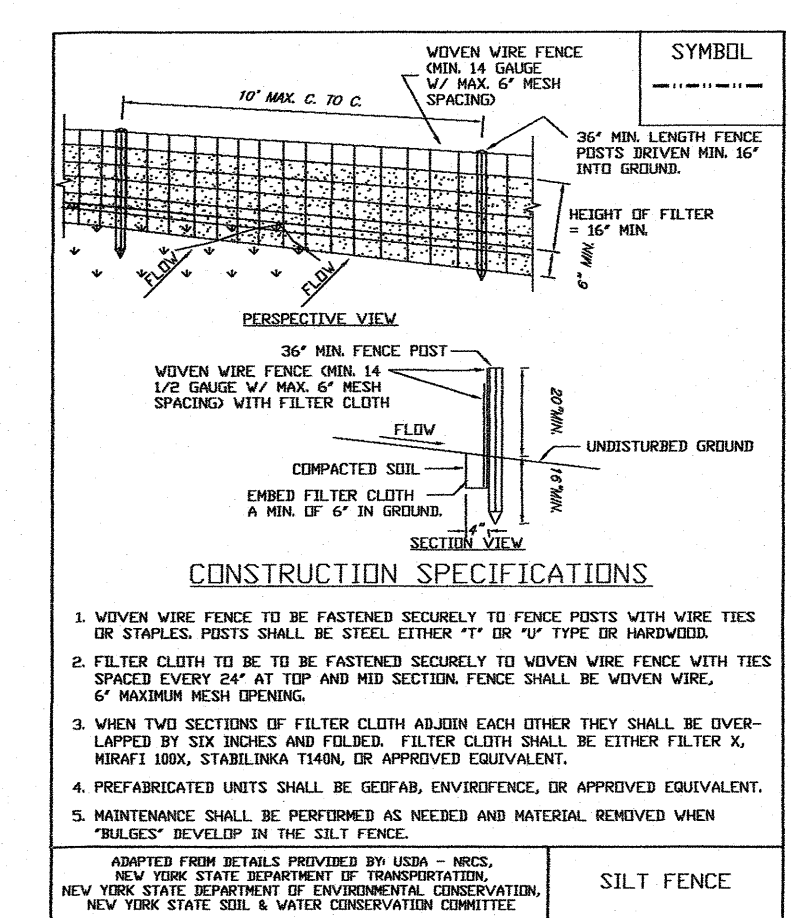 WOVEN WIRE FENCE
(MIN. 14 GAUGE
W/ MAX. 6" MESH
SPACING)
SYMBOL
10' MAX. C. TO C.
36" MIN. LENGTH FENCE
POSTS DRIVEN MIN. 16"
INTO GROUND.
HEIGHT OF FILTER
= 16" MIN.
6" MIN.
FLOW
FLOW
PERSPECTIVE VIEW
36" MIN. FENCE POST
WOVEN WIRE FENCE (MIN. 14
1/2 GAUGE W/ MAX. 6" MESH
SPACING) WITH FILTER CLOTH
20"MIN.
FLOW
UNDISTURBED GROUND
COMPACTED SOIL
16"MIN.
EMBED FILTER CLOTH
A MIN. OF 6" IN GROUND.
4"
SECTION VIEW
CONSTRUCTION SPECIFICATIONS
1. WOVEN WIRE FENCE TO BE FASTENED SECURELY TO FENCE POSTS WITH WIRE TIES
OR STAPLES. POSTS SHALL BE STEEL EITHER "T" OR "U" TYPE OR HARDWOOD.
2. FILTER CLOTH TO BE TO BE FASTENED SECURELY TO WOVEN WIRE FENCE WITH TIES
SPACED EVERY 24" AT TOP AND MID SECTION. FENCE SHALL BE WOVEN WIRE,
6" MAXIMUM MESH OPENING.
3. WHEN TWO SECTIONS OF FILTER CLOTH ADJOIN EACH OTHER THEY SHALL BE OVER-
LAPPED BY SIX INCHES AND FOLDED. FILTER CLOTH SHALL BE EITHER FILTER X,
MIRAFI 100X, STABILINKA T140N, OR APPROVED EQUIVALENT.
4. PREFABRICATED UNITS SHALL BE GEOFAB, ENVIROFENCE, OR APPROVED EQUIVALENT.
5. MAINTENANCE SHALL BE PERFORMED AS NEEDED AND MATERIAL REMOVED WHEN
"BULGES" DEVELOP IN THE SILT FENCE.
ADAPTED FROM DETAILS PROVIDED BY: USDA - NRCS,
NEW YORK STATE DEPARTMENT OF TRANSPORTATION,
NEW YORK STATE DEPARTMENT OF ENVIRONMENTAL CONSERVATION,
NEW YORK STATE SOIL & WATER CONSERVATION COMMITTEE
SILT FENCE